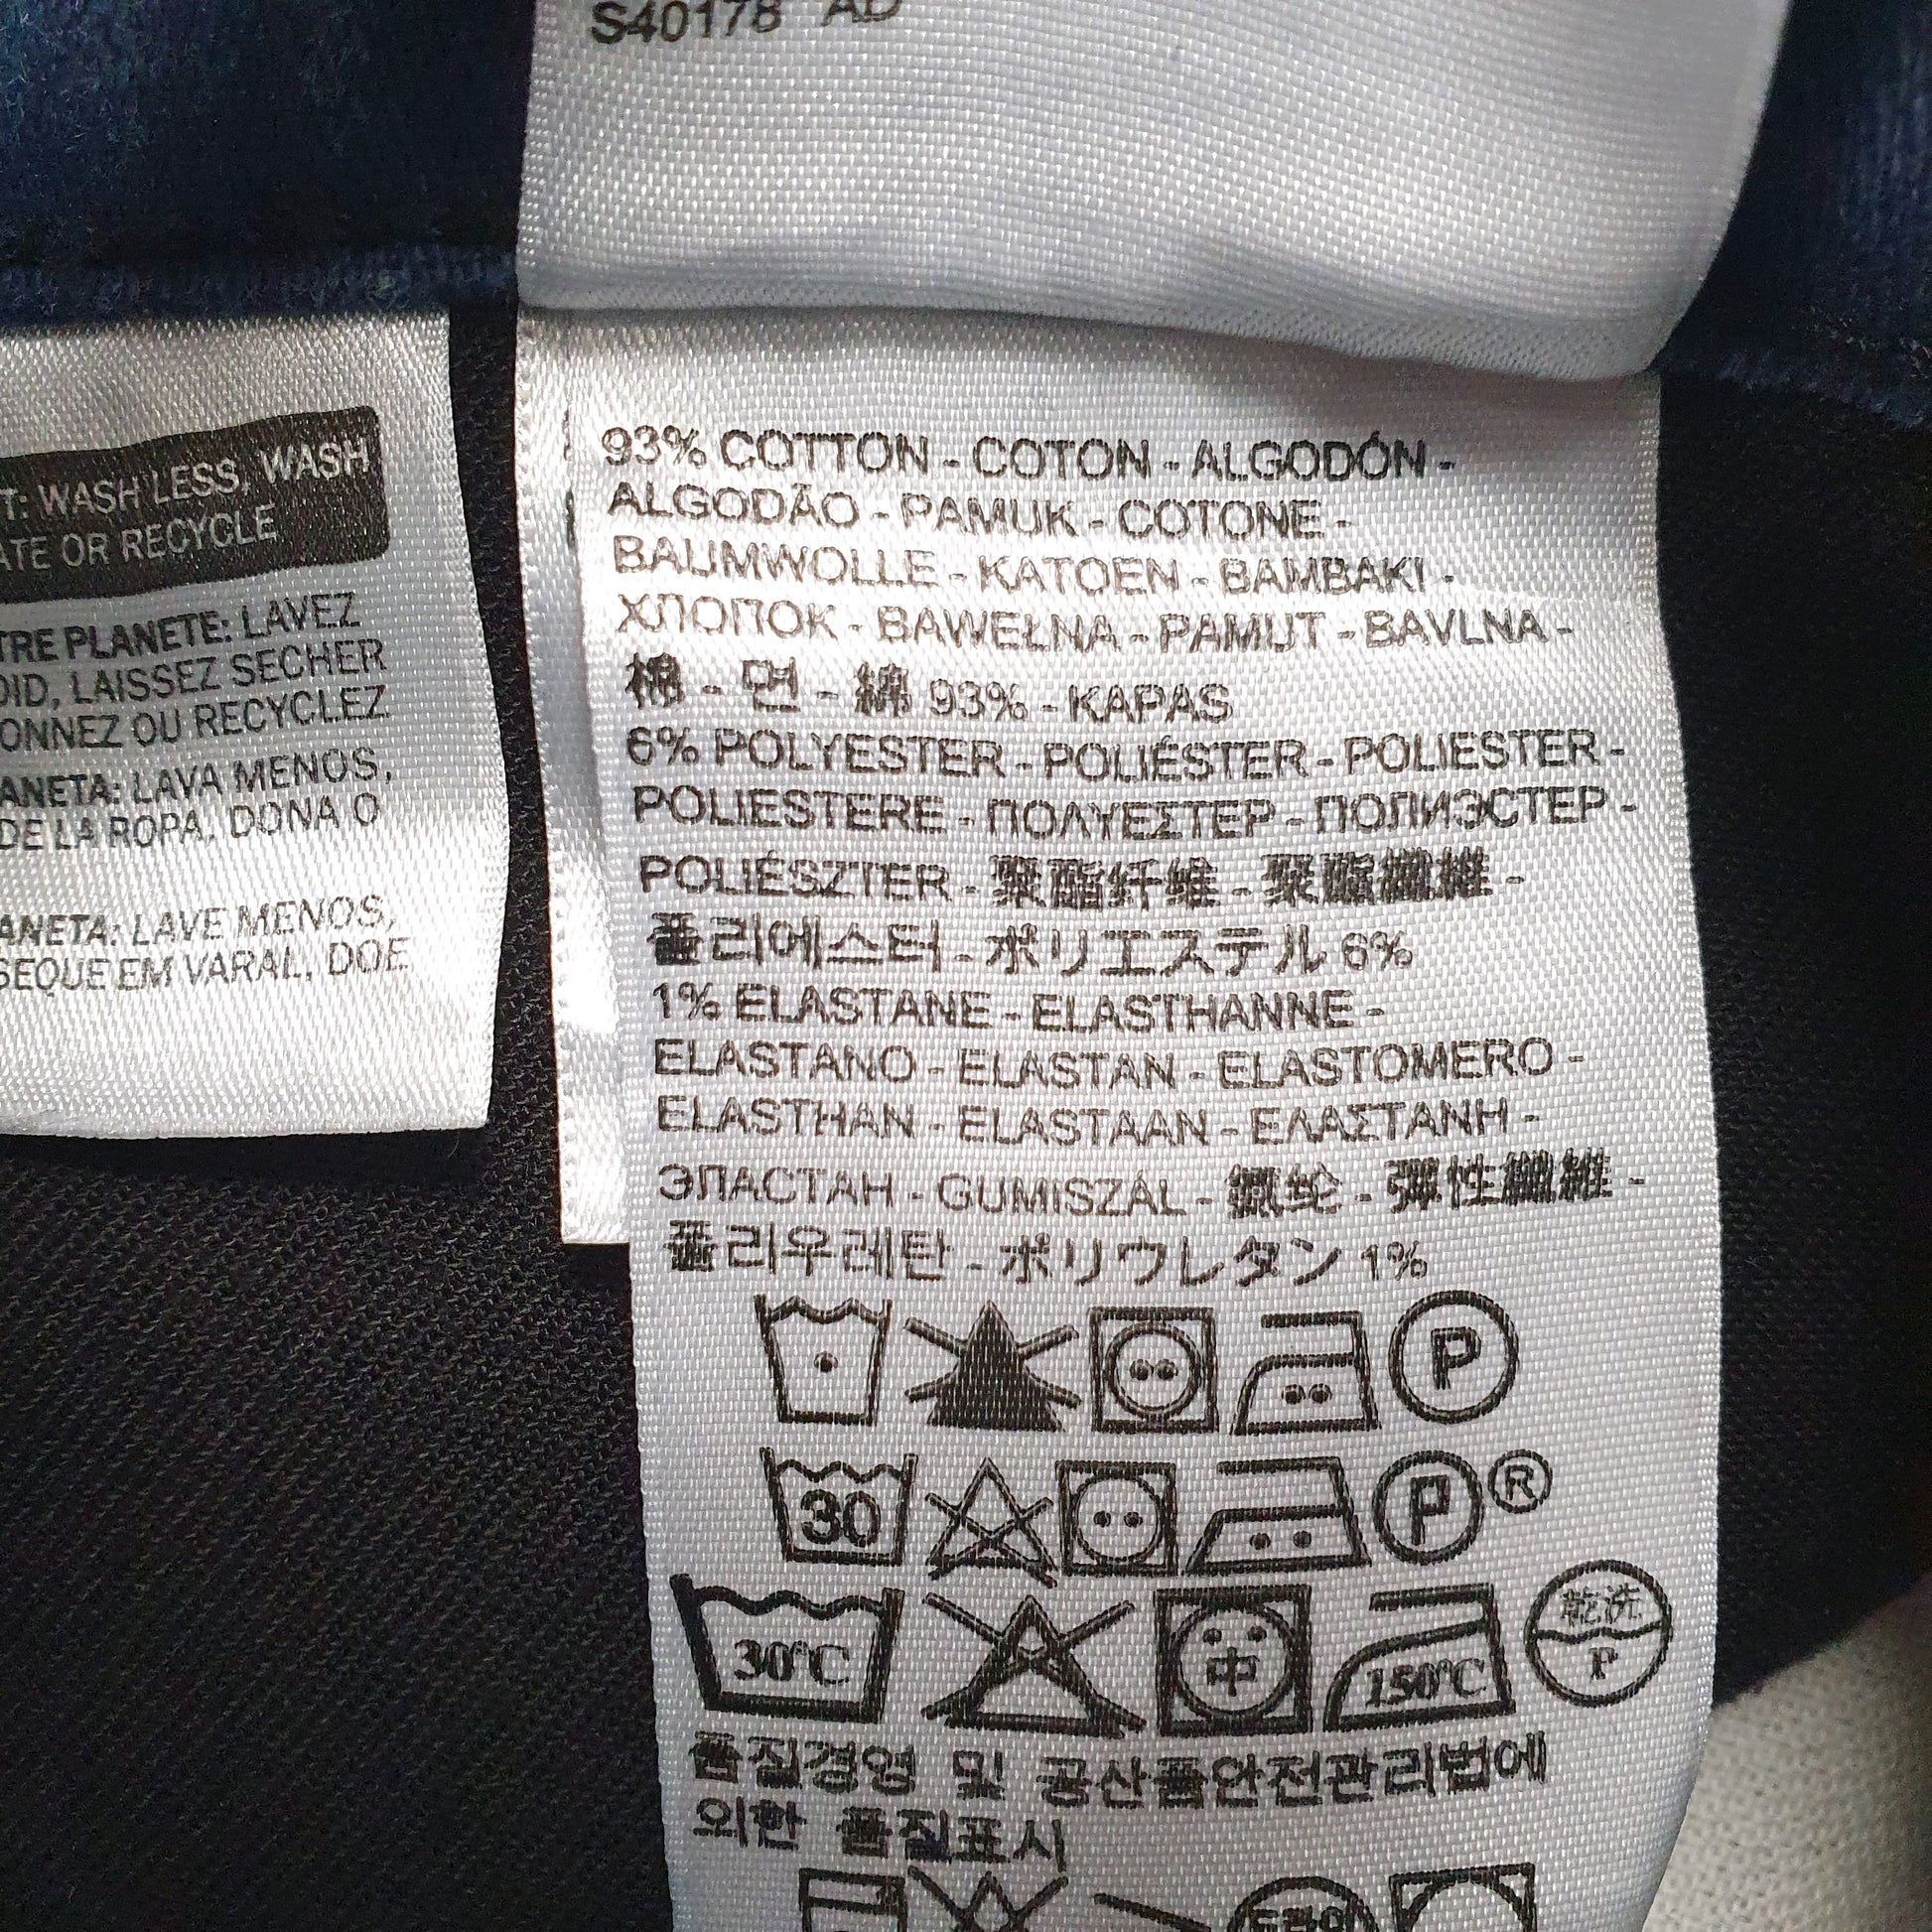 S40178 AD
T: WASH LESS, WASH
ATE OR RECYCLE
TRE PLANETE: LAVEZ
OID, LAISSEZ SECHER
ONNEZ OU RECYCLEZ
ANETA: LAVA MENOS,
DE LA ROPA, DONA O
ANETA: LAVE MENOS,
SEQUE EM VARAL, DOE
93% COTTON - COTON - ALGODÓN -
ALGODÃO - PAMUK - COTONE -
BAUMWOLLE - KATOEN - BAMBAKI -
ХЛОПОК - BAWEŁNA - PAMUT - BAVLNA -
棉 - 면 - 綿 93% - KAPAS
6% POLYESTER - POLIÉSTER - POLIESTER -
POLIESTERE - ΠΟΛΥΕΣΤΕΡ - ПОЛИЭСТЕР -
POLIÉSZTER - 聚酯纤维 - 聚酯纖維 -
폴리에스터 - ポリエステル 6%
1% ELASTANE - ELASTHANNE -
ELASTANO - ELASTAN - ELASTOMERO -
ELASTHAN - ELASTAAN - ΕΛΑΣΤΑΝΗ -
ЭЛАСТАН - GUMISZÁL - 氨纶 - 彈性纖維 -
폴리우레탄 - ポリウレタン 1%
P
30 P ®
30°C 中 150°C 乾洗 P
품질경영 및 공산품안전관리법에
의한 품질표시
드라이